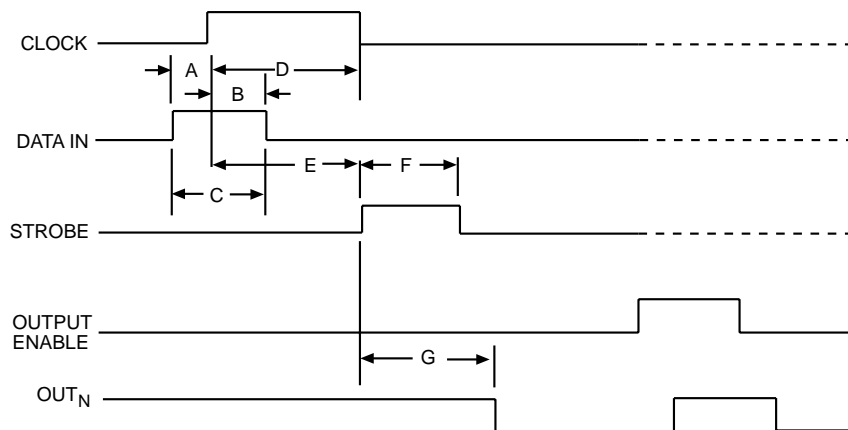 CLOCK
A
D
B
DATA IN
E
F
C
STROBE
OUTPUT
ENABLE
G
OUTN